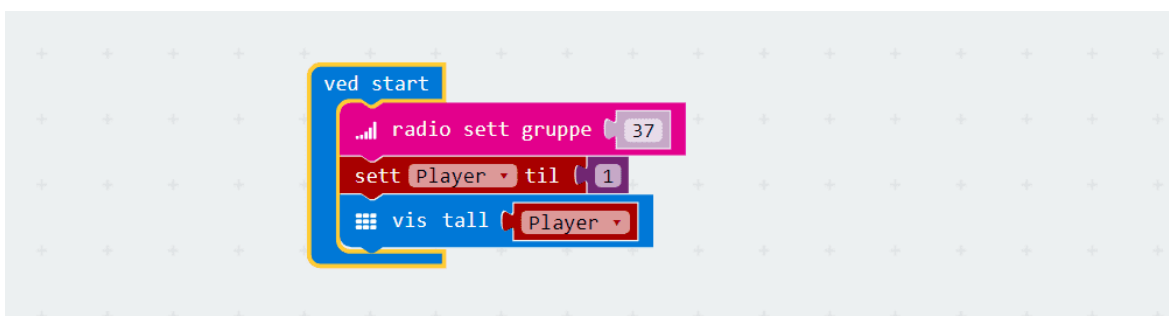 ved start
radio sett gruppe 37
sett Player til 1
vis tall Player